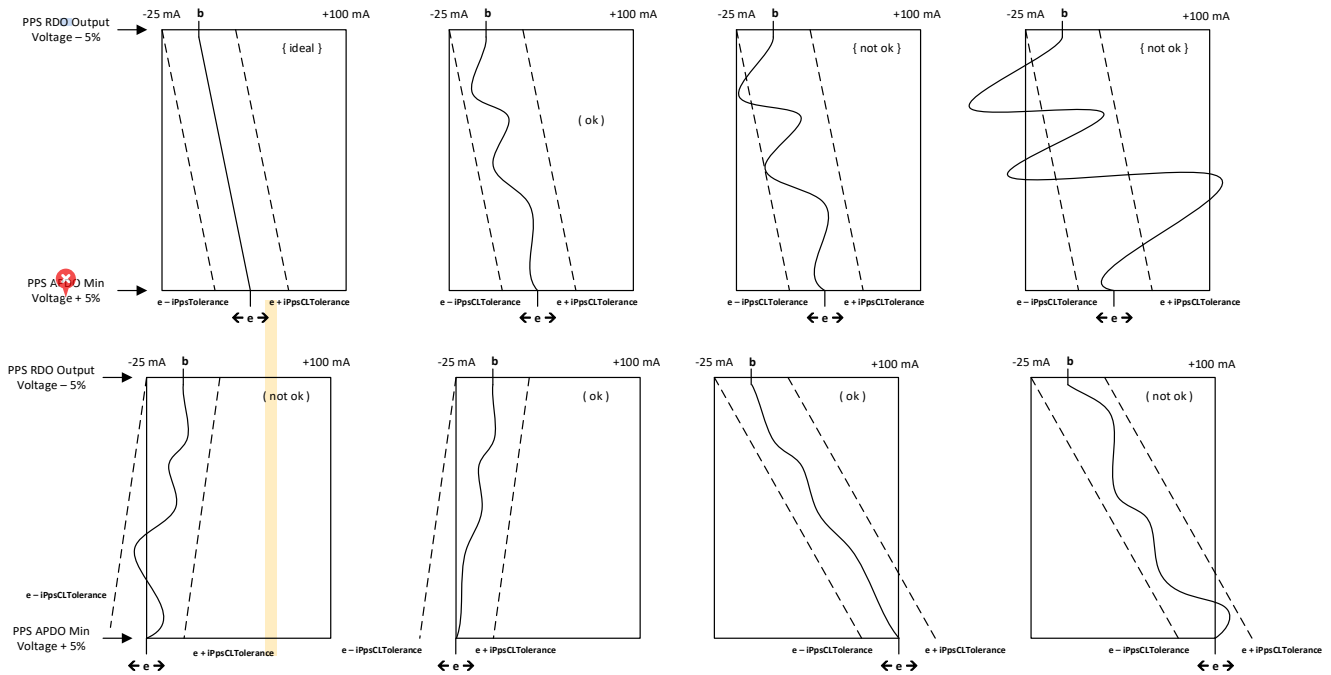 -25 mA b +100 mA
PPS RDO Output
Voltage – 5%
{ ideal }
PPS APDO Min
Voltage + 5%
e – iPpsTolerance
e + iPpsCLTolerance
e
-25 mA b +100 mA
( ok )
e – iPpsCLTolerance
e + iPpsCLTolerance
e
-25 mA b +100 mA
{ not ok }
e – iPpsCLTolerance
e + iPpsCLTolerance
e
-25 mA b +100 mA
{ not ok }
e – iPpsCLTolerance
e + iPpsCLTolerance
e
-25 mA b +100 mA
PPS RDO Output
Voltage – 5%
( not ok )
e – iPpsCLTolerance
PPS APDO Min
Voltage + 5%
e + iPpsCLTolerance
e
-25 mA b +100 mA
( ok )
e – iPpsCLTolerance
e + iPpsCLTolerance
e
-25 mA b +100 mA
( ok )
e – iPpsCLTolerance
e + iPpsCLTolerance
e
-25 mA b +100 mA
( not ok )
e – iPpsCLTolerance
e + iPpsCLTolerance
e